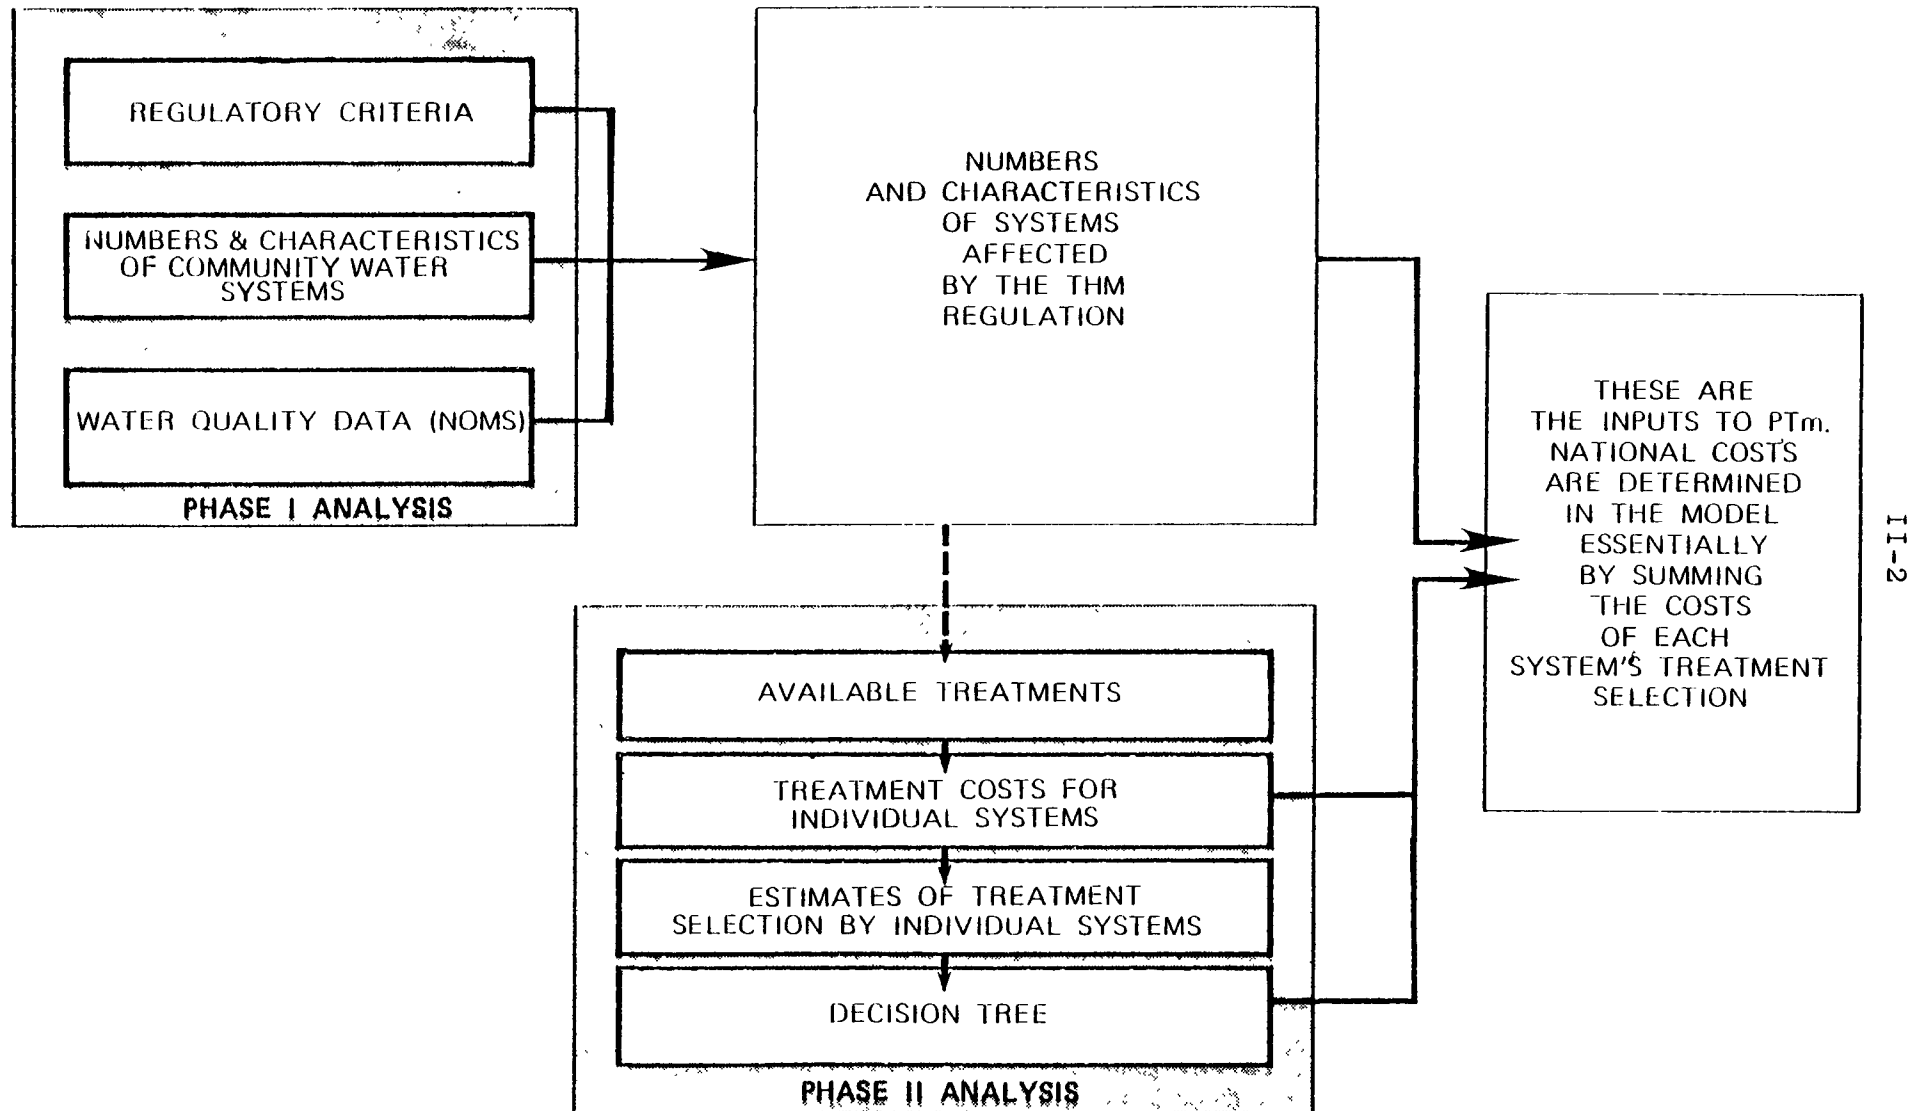 REGULATORY CRITERIA
NUMBERS & CHARACTERISTICS
OF COMMUNITY WATER
SYSTEMS
WATER QUALITY DATA (NOMS)
PHASE I ANALYSIS
NUMBERS
AND CHARACTERISTICS
OF SYSTEMS
AFFECTED
BY THE THM
REGULATION
AVAILABLE TREATMENTS
TREATMENT COSTS FOR
INDIVIDUAL SYSTEMS
ESTIMATES OF TREATMENT
SELECTION BY INDIVIDUAL SYSTEMS
DECISION TREE
PHASE II ANALYSIS
THESE ARE
THE INPUTS TO PTm.
NATIONAL COSTS
ARE DETERMINED
IN THE MODEL
ESSENTIALLY
BY SUMMING
THE COSTS
OF EACH
SYSTEM'S TREATMENT
SELECTION
II-2